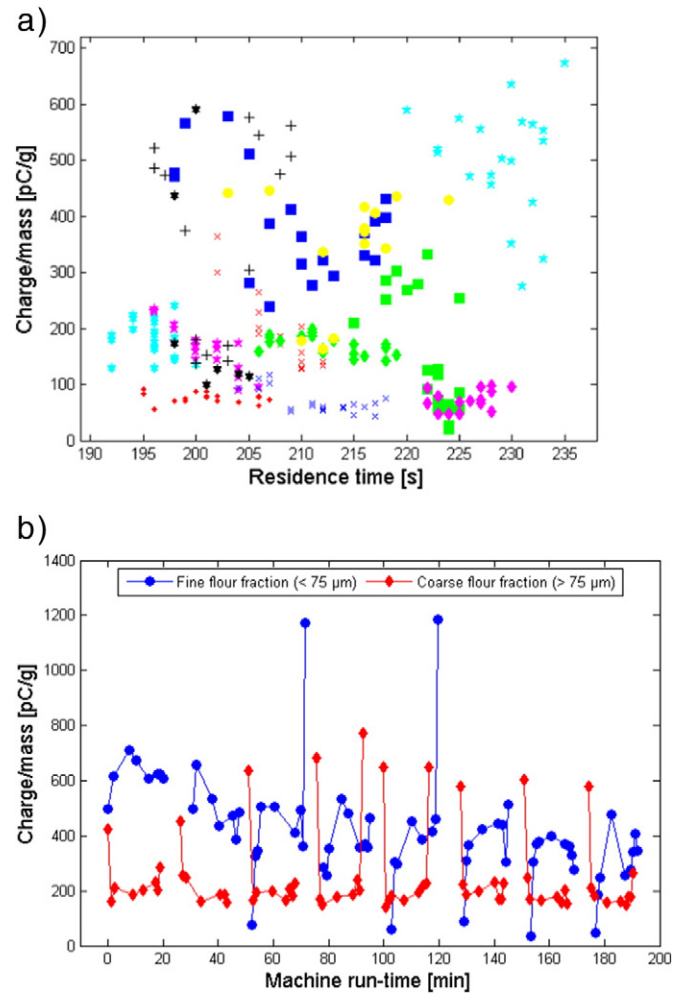 a)
700
600
500
400
300
200
100
0
Charge/mass [pC/g]
190 195 200 205 210 215 220 225 230 235
Residence time [s]
b)
1400
1200
1000
800
600
400
200
0
Charge/mass [pC/g]
Fine flour fraction (< 75 μm) Coarse flour fraction (> 75 μm)
0 20 40 60 80 100 120 140 160 180 200
Machine run-time [min]